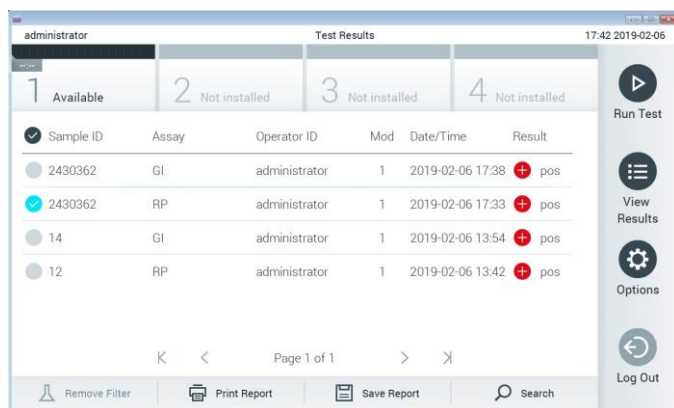 administrator Test Results 17:42 2019-02-06
--:--
1 Available 2 Not installed 3 Not installed 4 Not installed
Run Test
Sample ID Assay Operator ID Mod Date/Time Result
2430362 GI administrator 1 2019-02-06 17:38 pos
2430362 RP administrator 1 2019-02-06 17:33 pos
View
Results
14 GI administrator 1 2019-02-06 13:54 pos
12 RP administrator 1 2019-02-06 13:42 pos
Options
Page 1 of 1
Log Out
Remove Filter Print Report Save Report Search